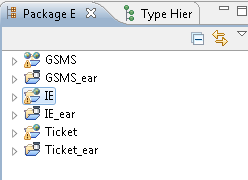 Package E Type Hier
GSMS
GSMS_ear
IE
IE_ear
Ticket
Ticket_ear